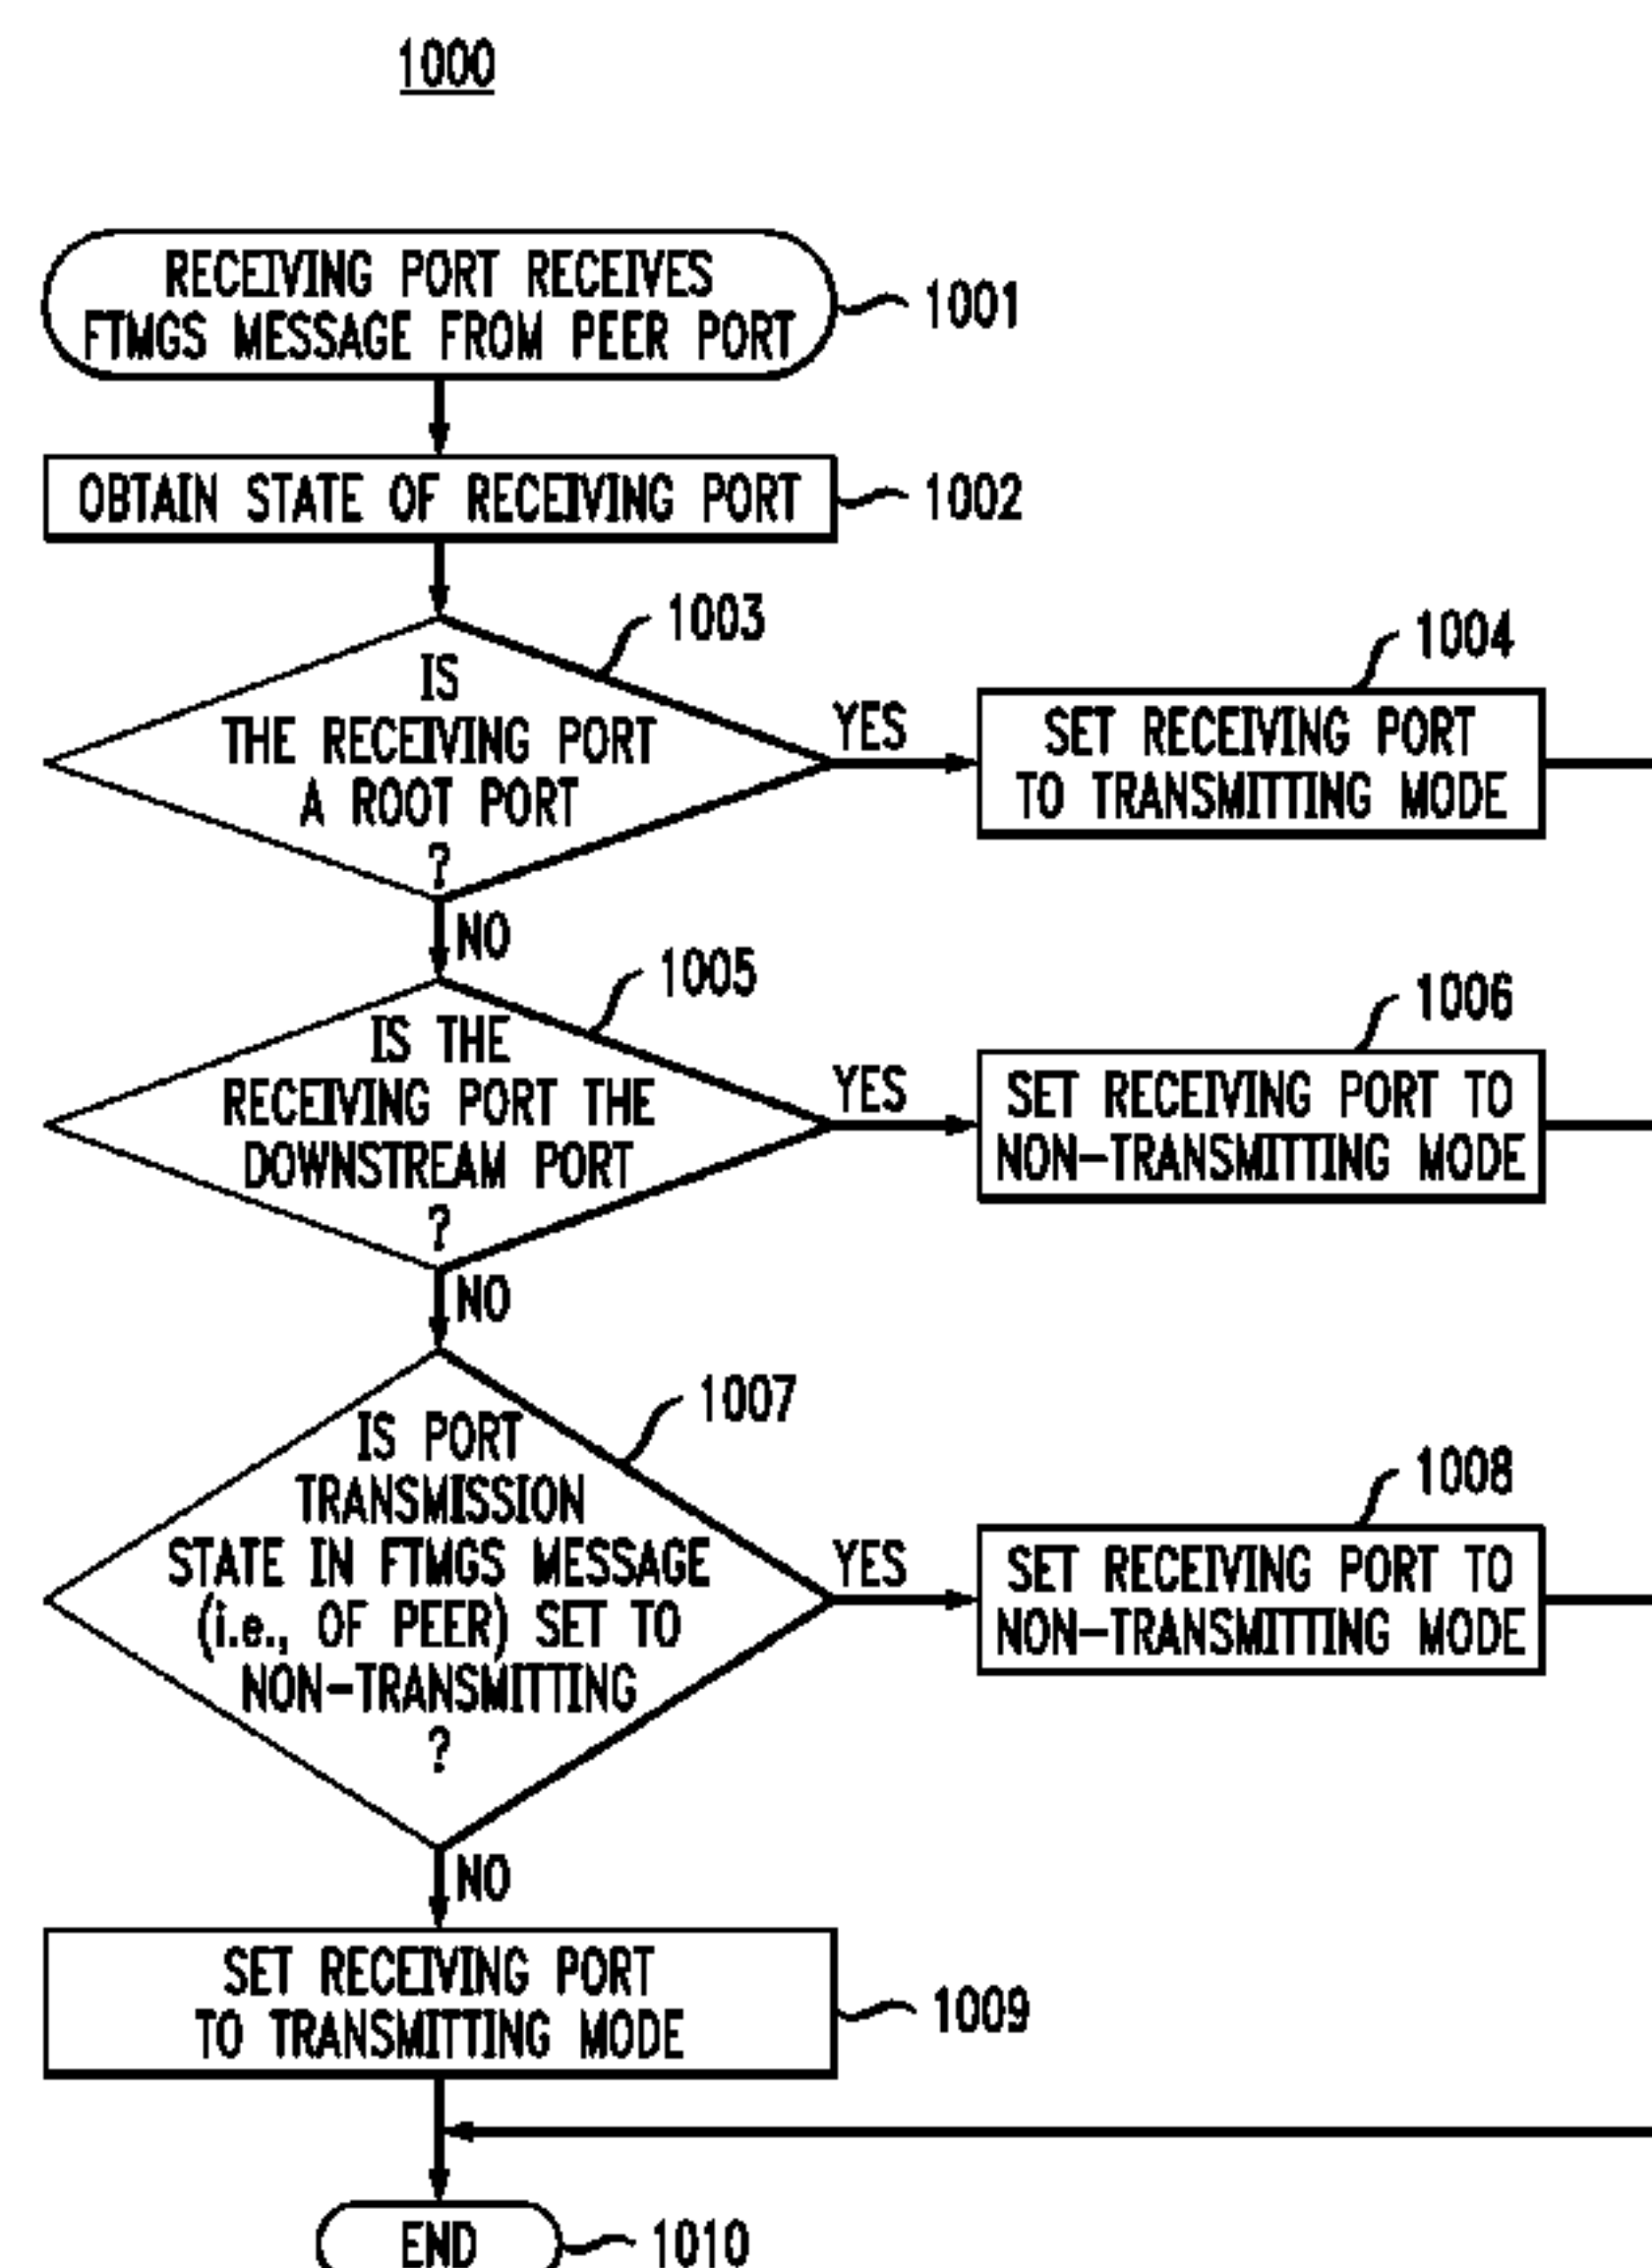 1000
RECEIVING PORT RECEIVES
FTMGS MESSAGE FROM PEER PORT
1001
OBTAIN STATE OF RECEIVING PORT
1002
1003
IS
THE RECEIVING PORT
A ROOT PORT
?
YES
1004
SET RECEIVING PORT
TO TRANSMITTING MODE
NO
1005
IS THE
RECEIVING PORT THE
DOWNSTREAM PORT
?
YES
1006
SET RECEIVING PORT TO
NON-TRANSMITTING MODE
NO
1007
IS PORT
TRANSMISSION
STATE IN FTMGS MESSAGE
(i.e., OF PEER) SET TO
NON-TRANSMITTING
?
YES
1008
SET RECEIVING PORT TO
NON-TRANSMITTING MODE
NO
SET RECEIVING PORT
TO TRANSMITTING MODE
1009
END
1010